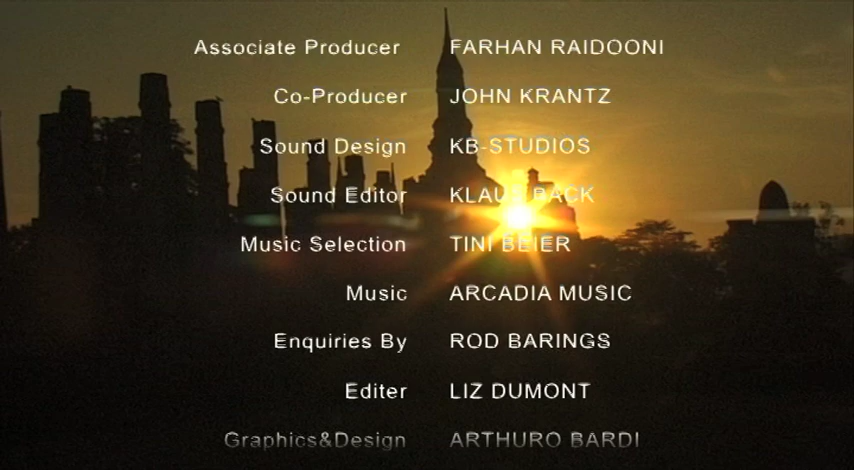 Associate Producer FARHAN RAIDOONI
Co-Producer JOHN KRANTZ
Sound Design KB-STUDIOS
Sound Editor KLAUS BACK
Music Selection TINI BEIER
Music ARCADIA MUSIC
Enquiries By ROD BARINGS
Editer LIZ DUMONT
Graphics&Design ARTHURO BARDI